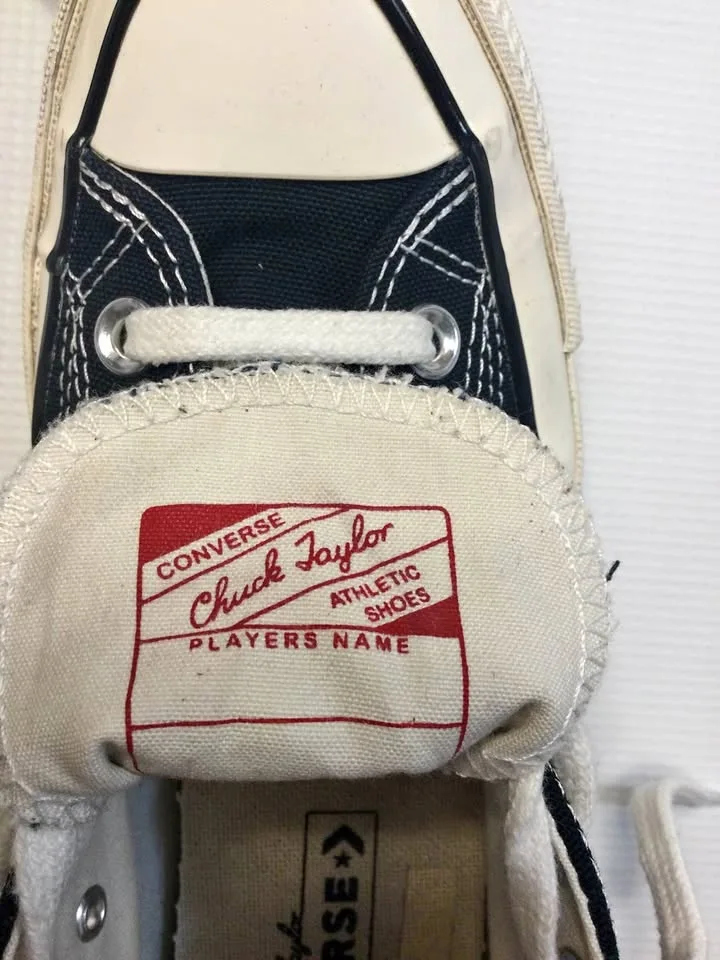 CONVERSE
Chuck Taylor
ATHLETIC
SHOES
PLAYERS NAME